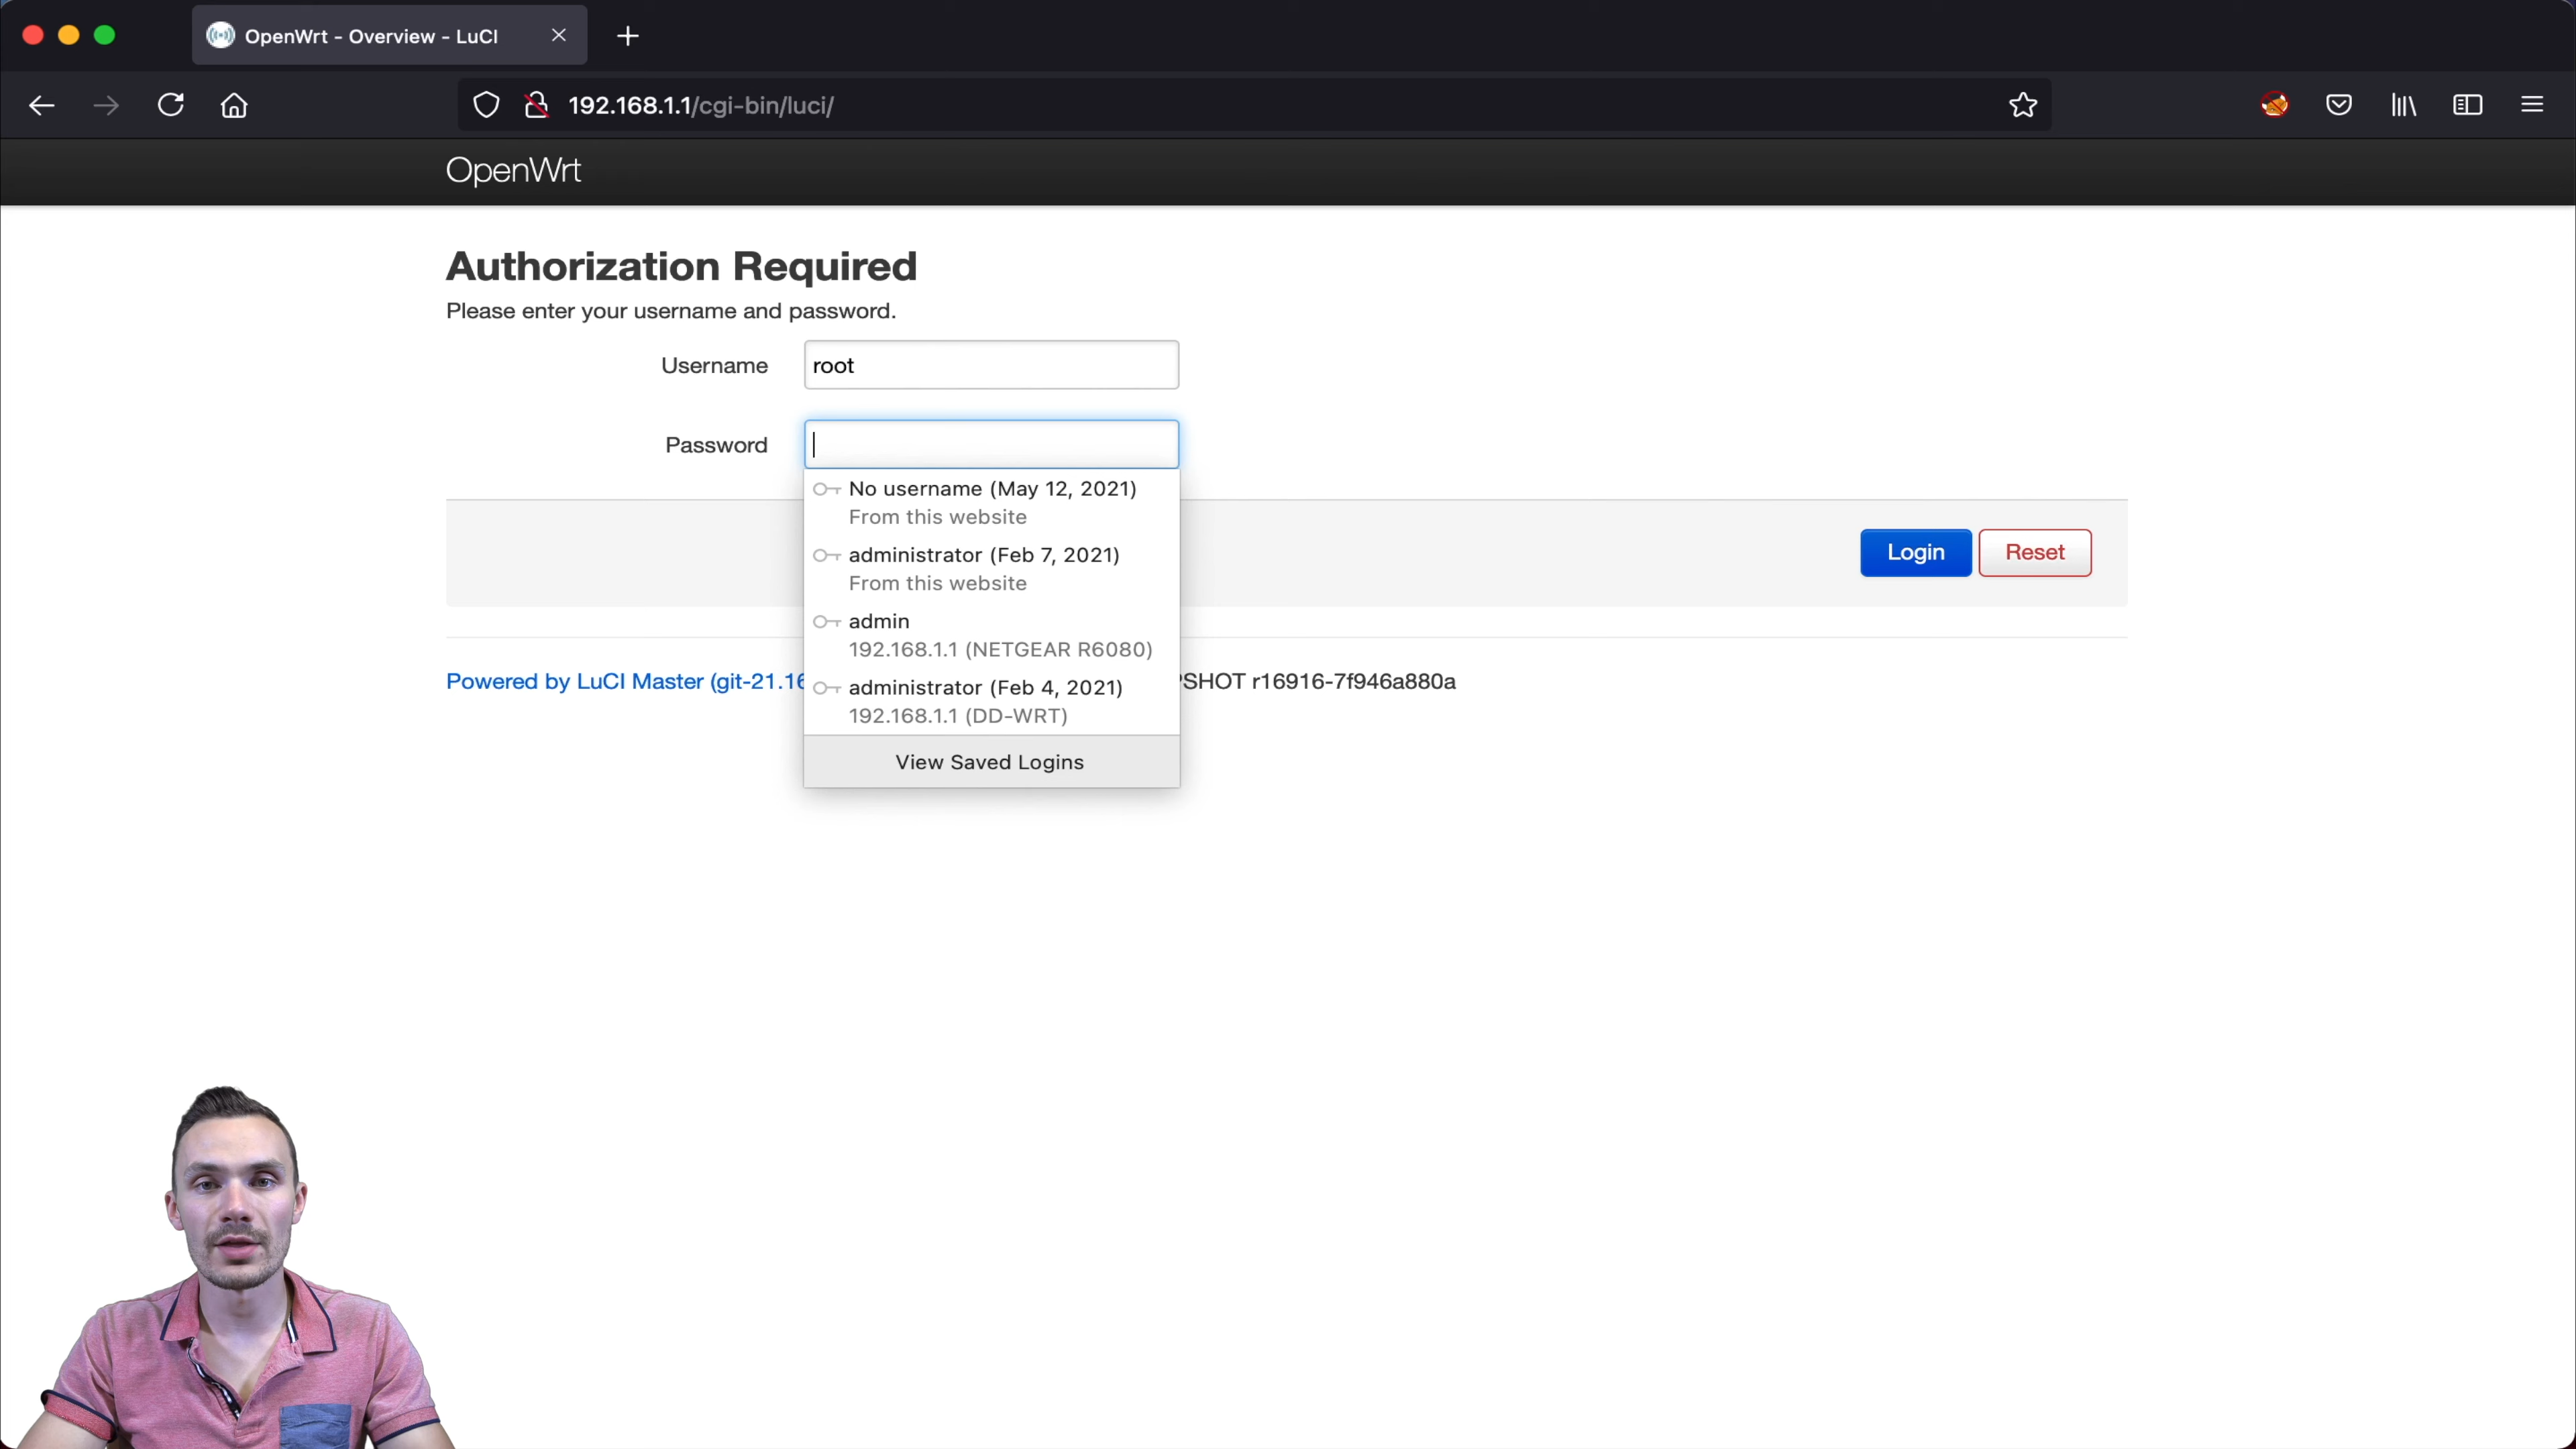 OpenWrt - Overview - LuCI
192.168.1.1/cgi-bin/luci/
OpenWrt
Authorization Required
Please enter your username and password.
Username root
Password
No username (May 12, 2021)
From this website
administrator (Feb 7, 2021)
From this website
Login Reset
admin
192.168.1.1 (NETGEAR R6080)
Powered by LuCI Master (git-21.16 PSHOT r16916-7f946a880a
administrator (Feb 4, 2021)
192.168.1.1 (DD-WRT)
View Saved Logins